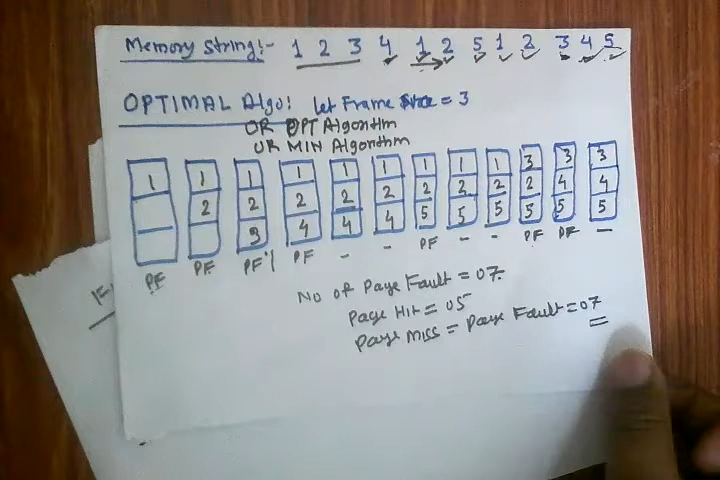 Memory String:- 1 2 3 4 1 2 5 1 2 3 4 5
OPTIMAL Algo! let Frame Size = 3
OR OPT Algorithm
OR MIN Algorithm
1 1 1 1 1 1 1 1 1 3 3 3
2 2 2 2 2 2 2 2 2 4 4
3 4 4 4 5 5 5 5 5 5
PF PF PF PF - - PF - - PF PF -
No of Page Fault = 07.
Page Hit = 05
Page Miss = Page Fault = 07